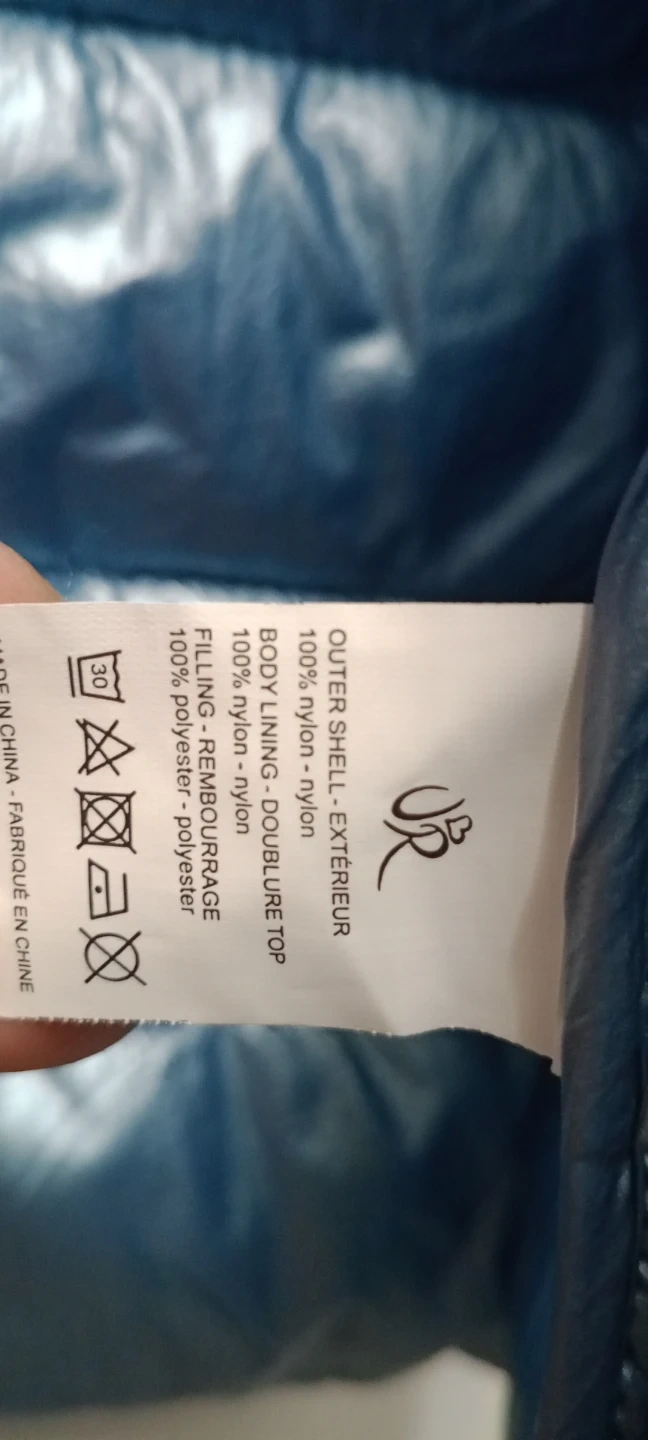 OUTER SHELL - EXTÉRIEUR
100% nylon - nylon
BODY LINING - DOUBLURE TOP
100% nylon - nylon
FILLING - REMBOURRAGE
100% polyester - polyester
30
MADE IN CHINA - FABRIQUÉ EN CHINE